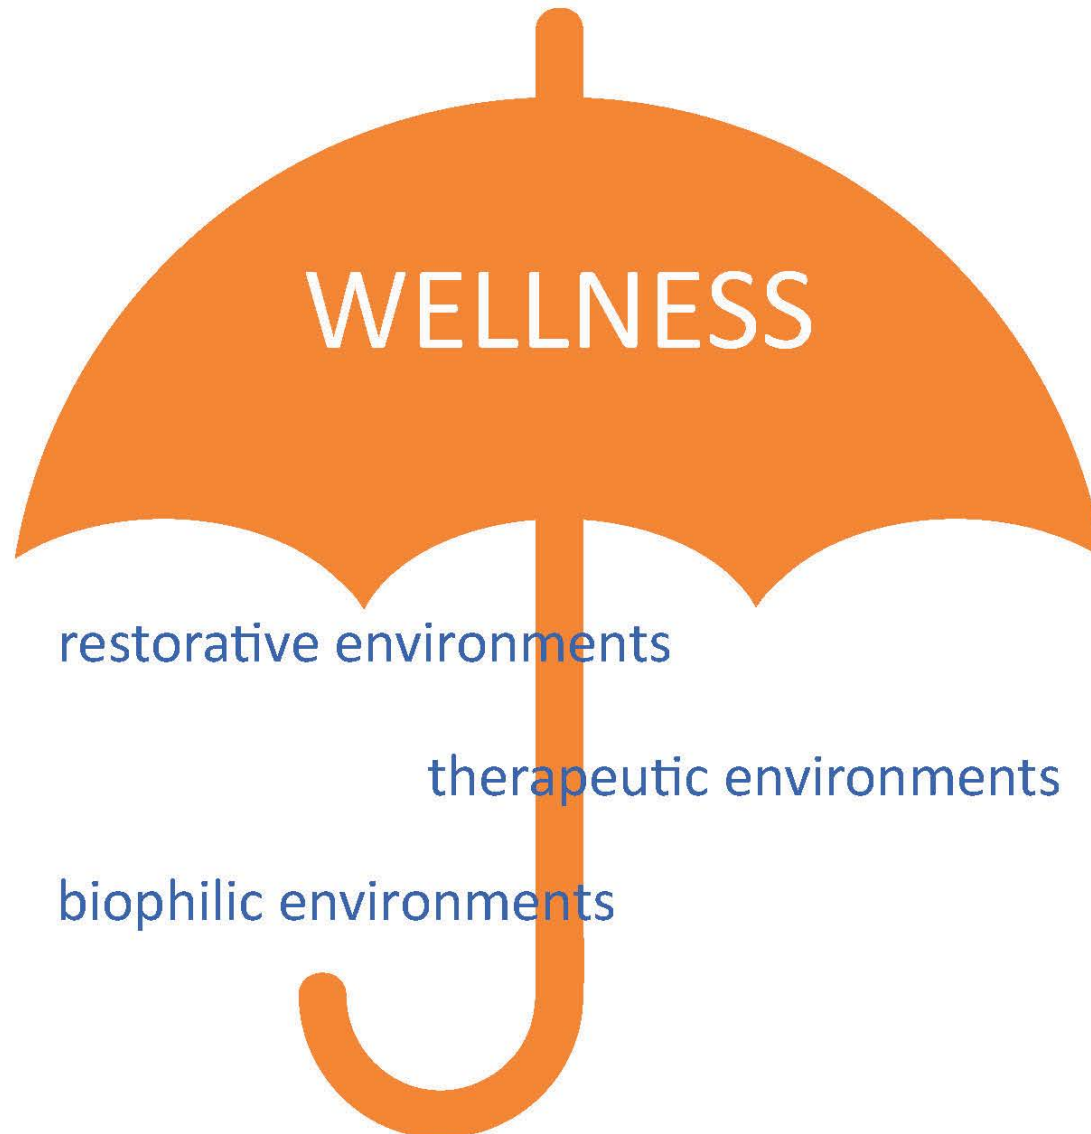 WELLNESS
restorative environments
therapeutic environments
biophilic environments